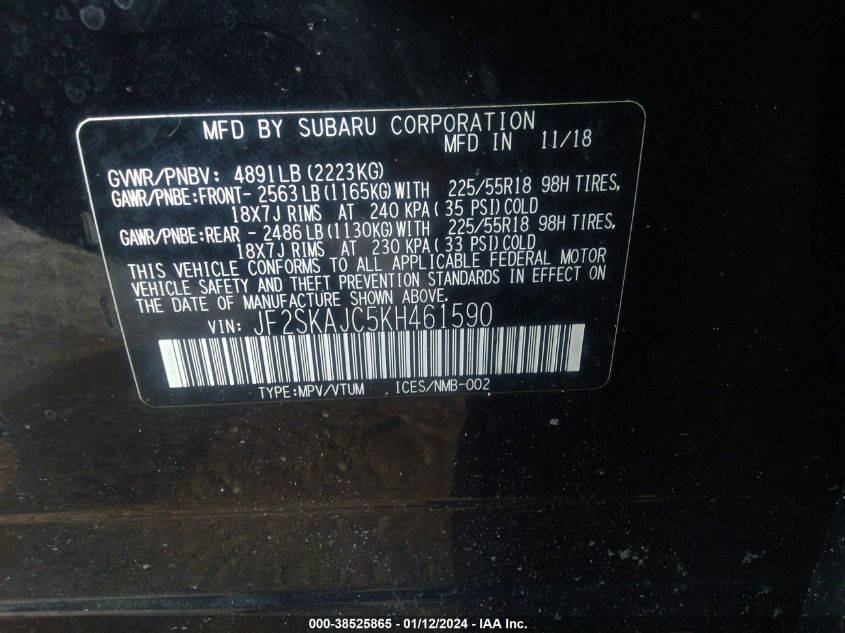 MFD BY SUBARU CORPORATION
MFD IN 11/18
GVWR/PNBV: 4891LB(2223KG)
GAWR/PNBE:FRONT- 2563LB(1165KG)WITH 225/55R18 98H TIRES,
18X7J RIMS AT 240 KPA( 35 PSI)COLD
GAWR/PNBE:REAR - 2486LB(1130KG)WITH 225/55R18 98H TIRES,
18X7J RIMS AT 230 KPA( 33 PSI)COLD
THIS VEHICLE CONFORMS TO ALL APPLICABLE FEDERAL MOTOR
VEHICLE SAFETY AND THEFT PREVENTION STANDARDS IN EFFECT ON
THE DATE OF MANUFACTURE SHOWN ABOVE.
VIN: JF2SKAJC5KH461590
TYPE:MPV/VTUM ICES/NMB-002
000-38525865 - 01/12/2024 - IAA Inc.